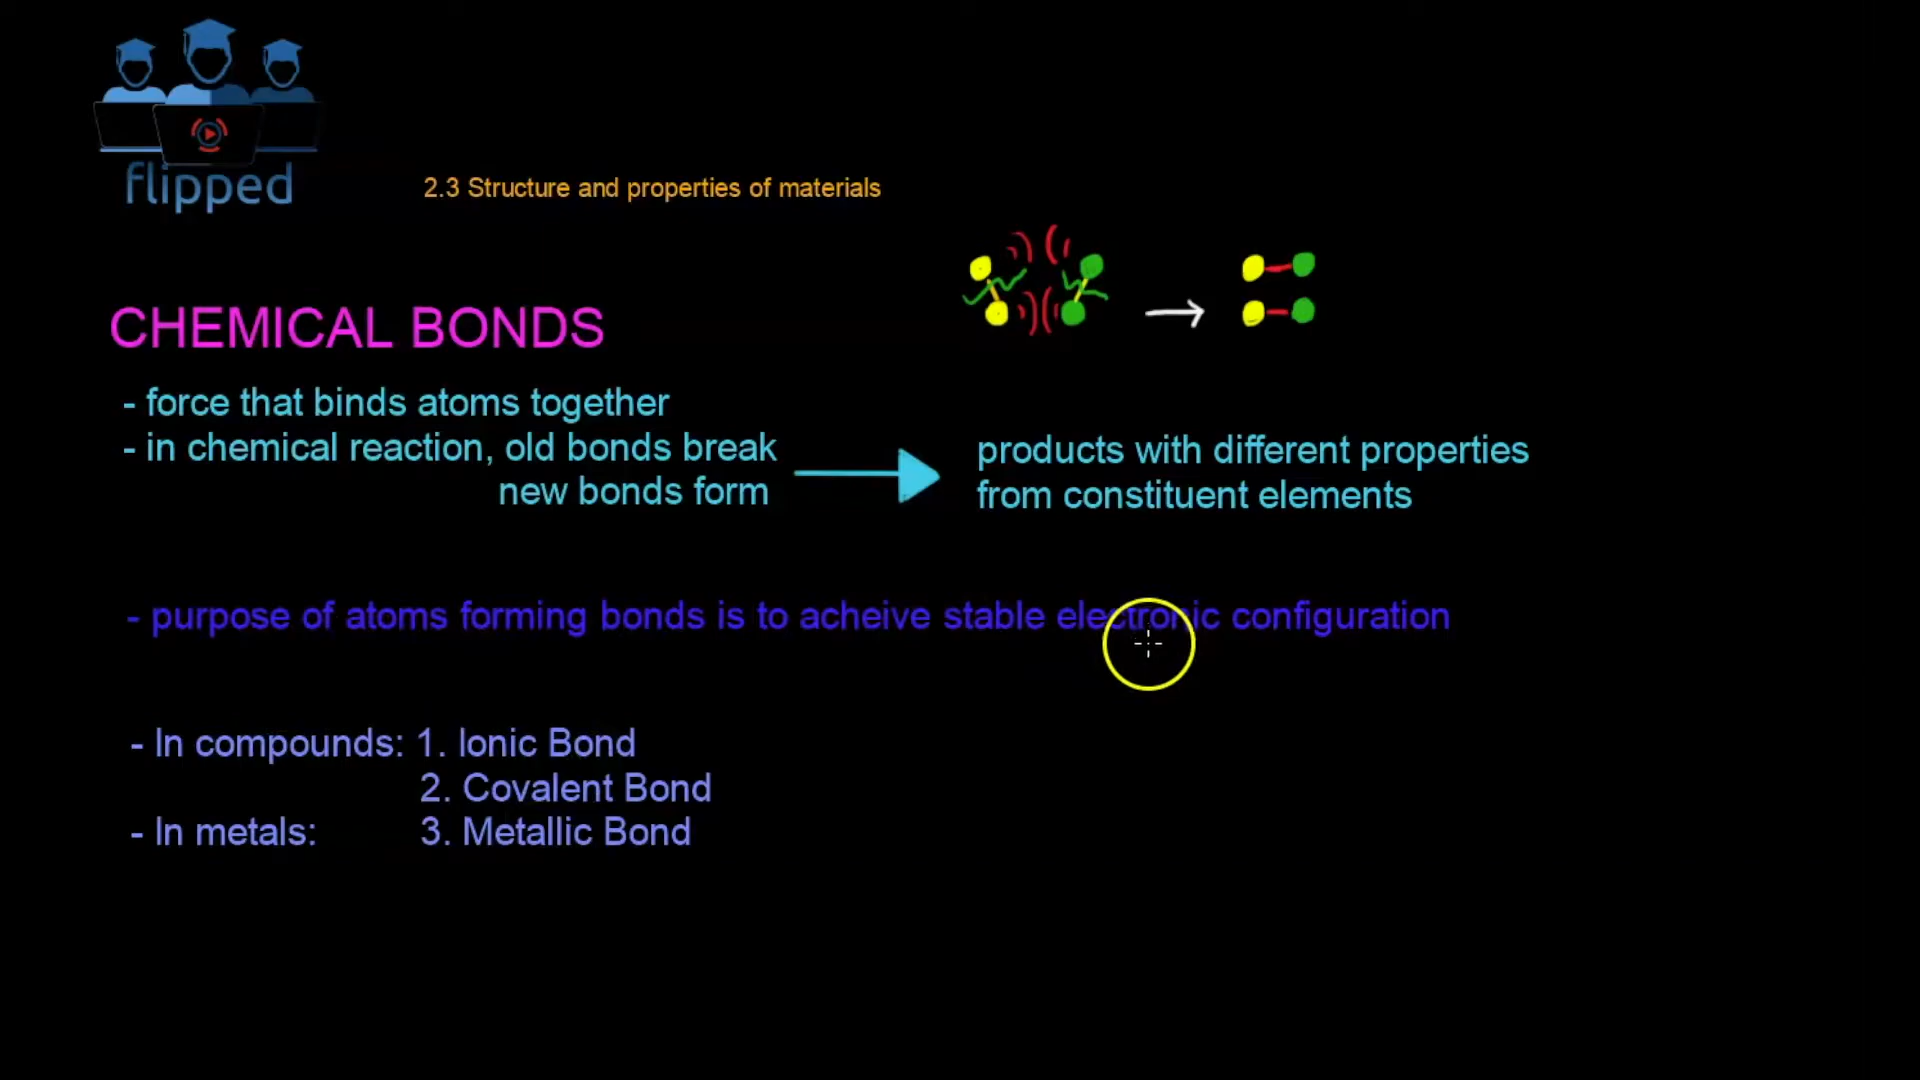 flipped
2.3 Structure and properties of materials
CHEMICAL BONDS
- force that binds atoms together
- in chemical reaction, old bonds break
new bonds form
products with different properties
from constituent elements
- purpose of atoms forming bonds is to acheive stable electronic configuration
- In compounds: 1. Ionic Bond
2. Covalent Bond
- In metals: 3. Metallic Bond